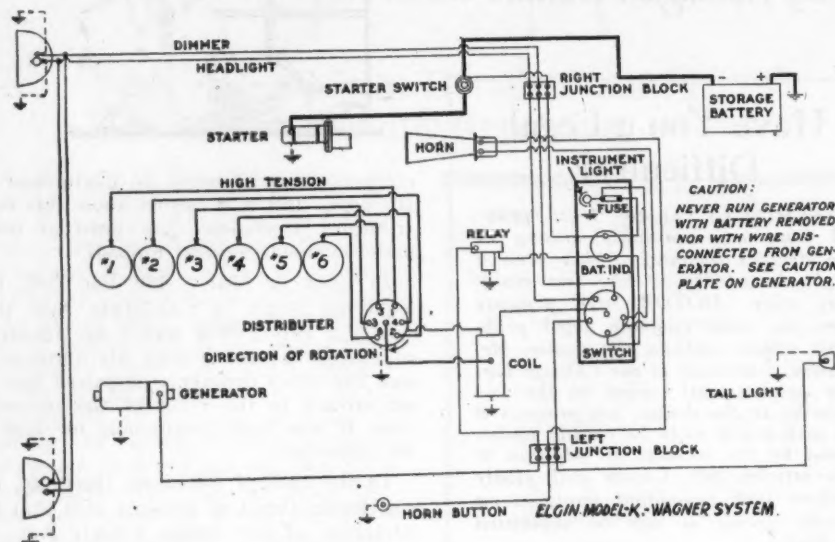 DIMMER
HEADLIGHT
STARTER SWITCH
RIGHT
JUNCTION BLOCK
- +
STORAGE
BATTERY
STARTER
HORN
INSTRUMENT
LIGHT
FUSE
HIGH TENSION
RELAY
BAT. IND.
CAUTION:
NEVER RUN GENERATOR
WITH BATTERY REMOVED
NOR WITH WIRE DIS-
CONNECTED FROM GEN-
ERATOR. SEE CAUTION
PLATE ON GENERATOR.
#1 #2 #3 #4 #5 #6
DISTRIBUTER
DIRECTION OF ROTATION
COIL
SWITCH
TAIL LIGHT
GENERATOR
LEFT
JUNCTION BLOCK
HORN BUTTON
ELGIN-MODEL-K.-WAGNER SYSTEM.